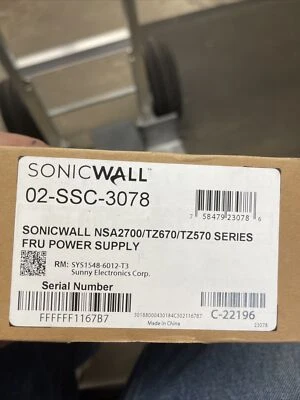 SONICWALL
02-SSC-3078
7 58479 23078 6
SONICWALL NSA2700/TZ670/TZ570 SERIES
FRU POWER SUPPLY
RM: SYS1548-6012-T3
Sunny Electronics Corp.
Serial Number
FFFFFF1167B7
Made in China
C-22196
23078